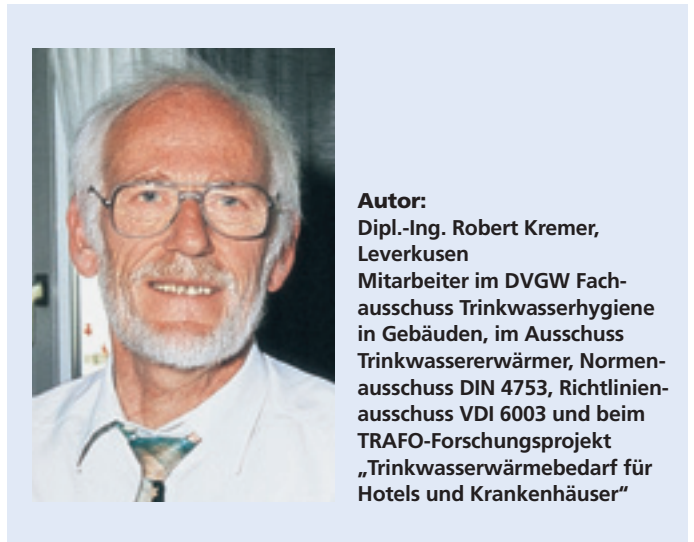 Autor:
Dipl.-Ing. Robert Kremer,
Leverkusen
Mitarbeiter im DVGW Fach-
ausschuss Trinkwasserhygiene
in Gebäuden, im Ausschuss
Trinkwassererwärmer, Normen-
ausschuss DIN 4753, Richtlinien-
ausschuss VDI 6003 und beim
TRAFO-Forschungsprojekt
„Trinkwasserwärmebedarf für
Hotels und Krankenhäuser“